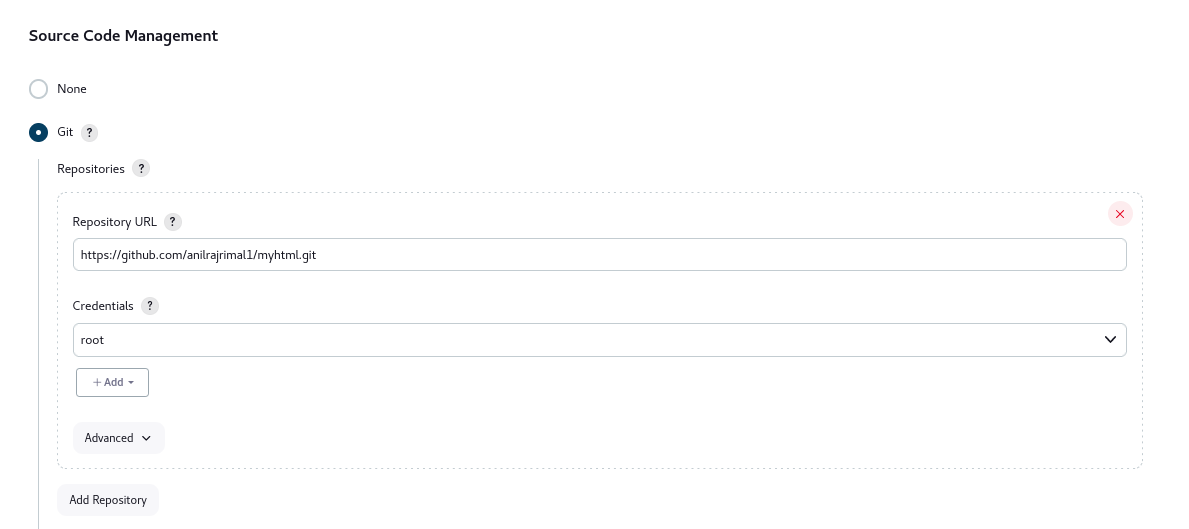 Source Code Management
None
Git ?
Repositories ?
Repository URL ?
https://github.com/anilrajrimal1/myhtml.git
Credentials ?
root
+ Add
Advanced
Add Repository